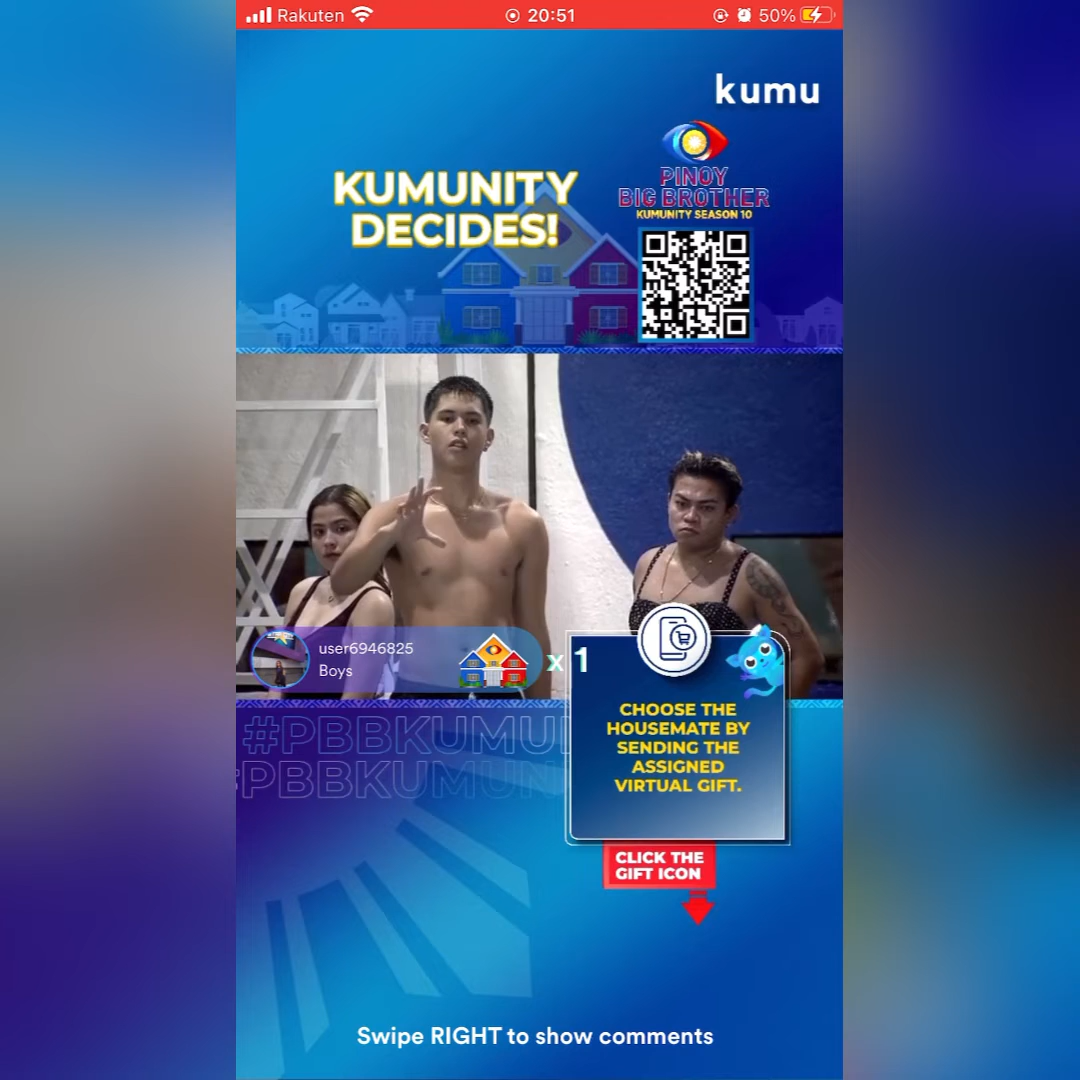 Rakuten 20:51 50%
kumu
KUMUNITY
DECIDES!
PINOY
BIG BROTHER
KUMUNITY SEASON 10
user6946825
Boys
x 1
#PBBKUMU
#PBBKUMUN
CHOOSE THE
HOUSEMATE BY
SENDING THE
ASSIGNED
VIRTUAL GIFT.
CLICK THE
GIFT ICON
Swipe RIGHT to show comments